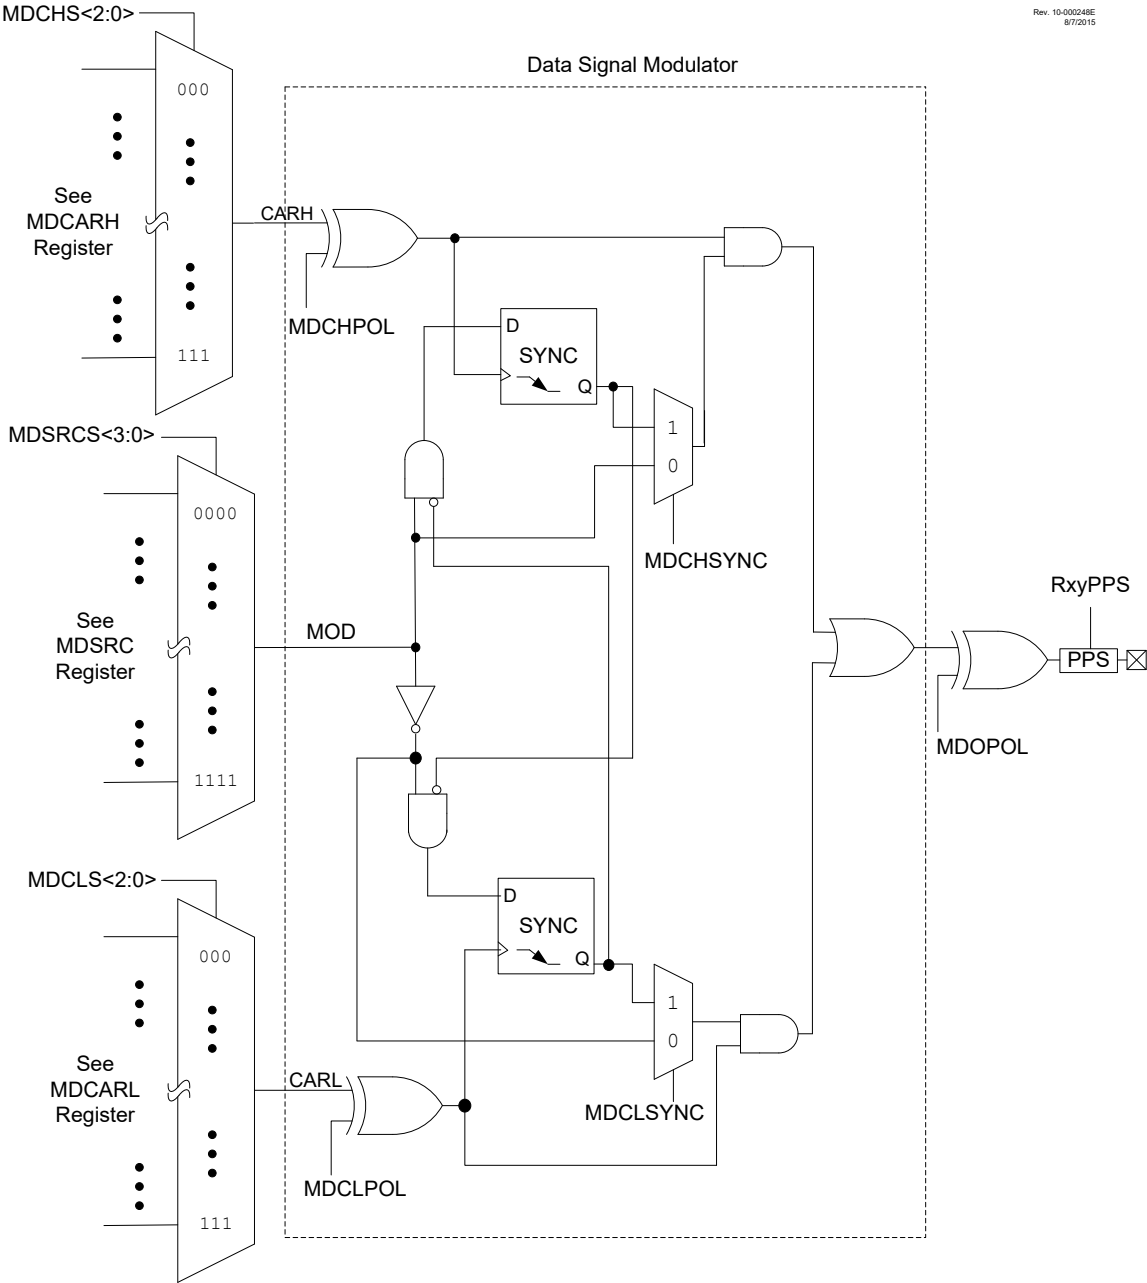 MDCHS<2:0>
Rev. 10-000248E
8/7/2015
Data Signal Modulator
000
See
MDCARH
Register
CARH
111
MDCHPOL
D
SYNC
Q
1
0
MDCHSYNC
MDSRCS<3:0>
0000
See
MDSRC
Register
MOD
1111
RxyPPS
PPS
MDOPOL
MDCLS<2:0>
000
D
SYNC
Q
1
0
MDCLSYNC
See
MDCARL
Register
CARL
MDCLPOL
111